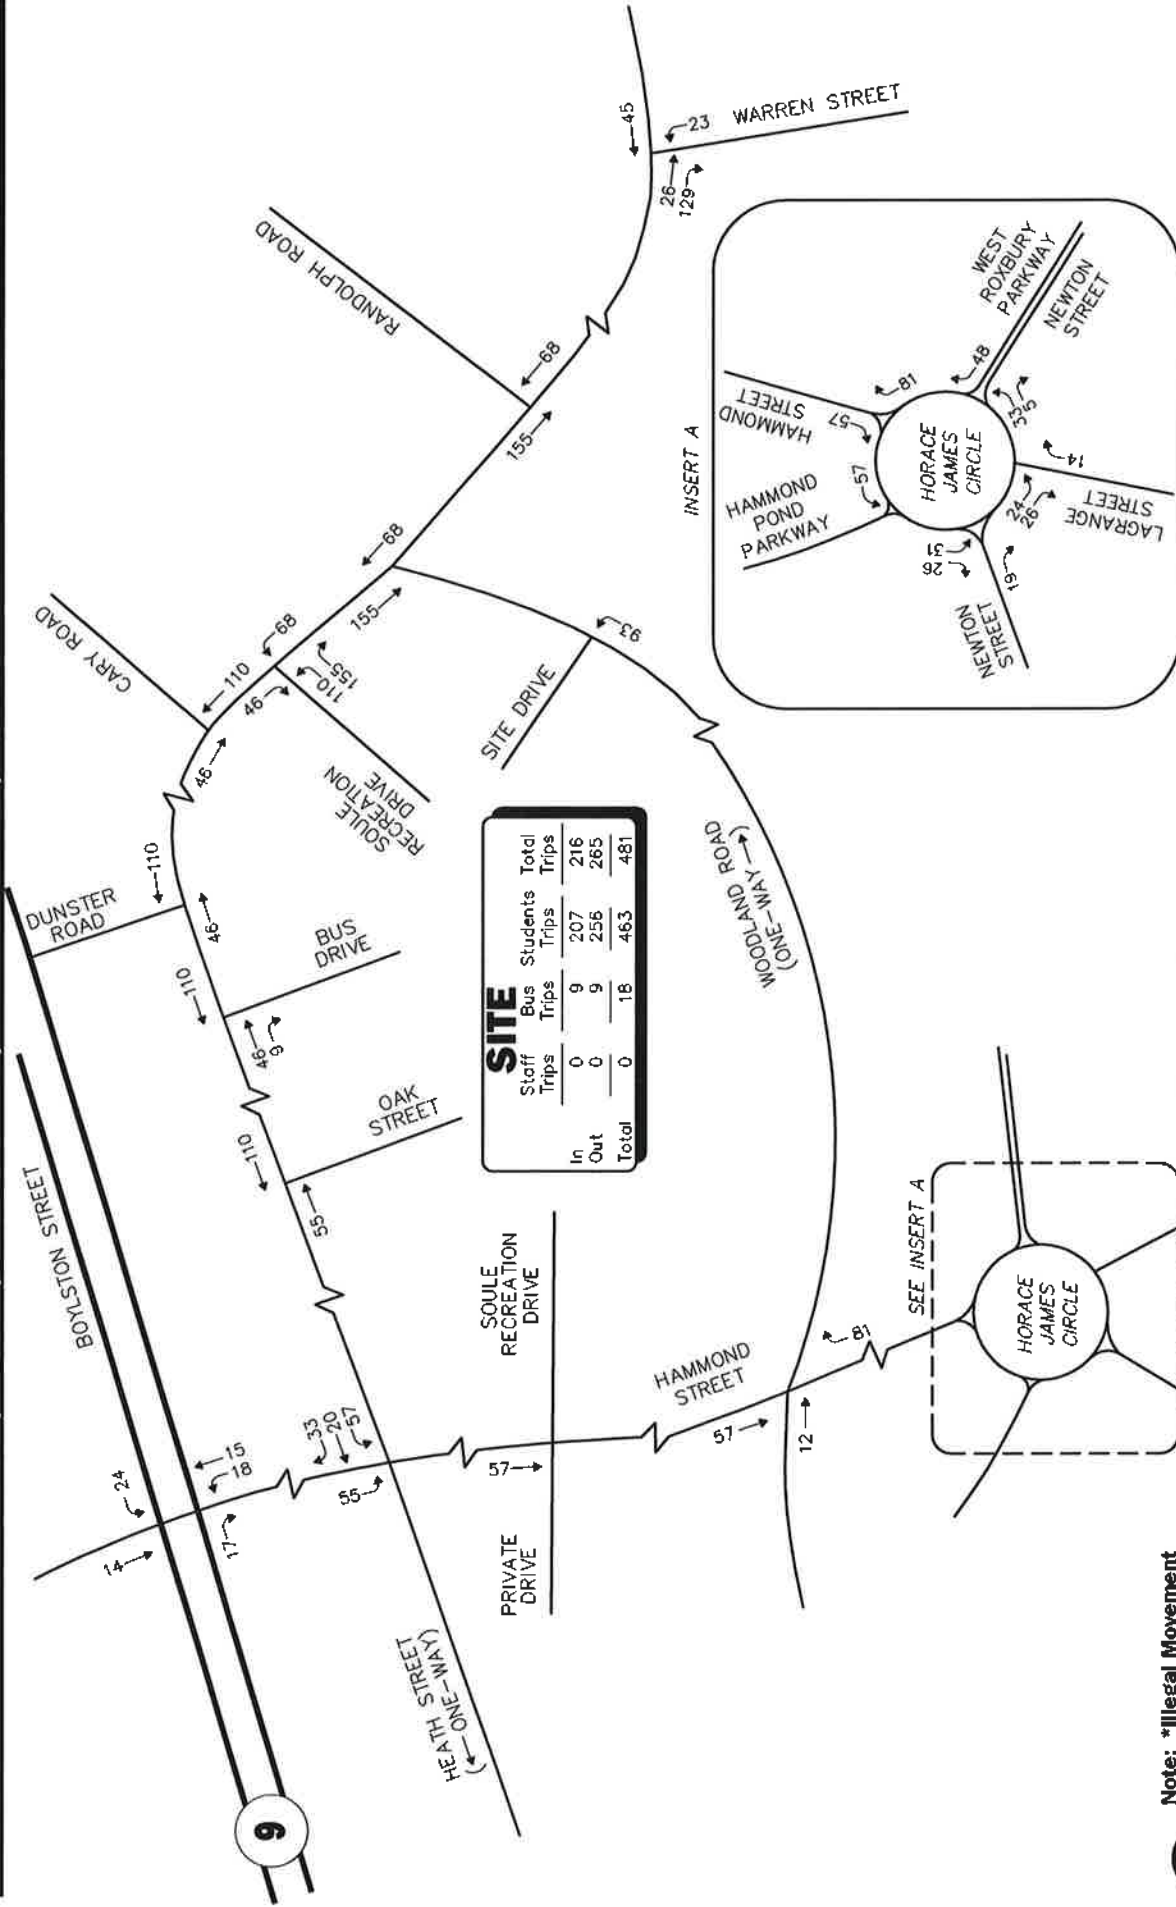 9
BOYLSTON STREET
DUNSTER
ROAD
14
24
17
18
15
HEATH STREET
(← ONE-WAY)
55
33
20
57
55
110
OAK
STREET
46
9
110
BUS
DRIVE
46
110
46
CARY ROAD
110
46
68
110
155
SOULE
RECREATION
DRIVE
155
68
RANDOLPH ROAD
155
68
45
26
129
23
WARREN STREET
SITE DRIVE
93
PRIVATE
DRIVE
57
SOULE
RECREATION
DRIVE
SITE
Staff Bus Students Total
Trips Trips Trips Trips
In 0 9 207 216
Out 0 9 256 265
Total 0 18 463 481
WOODLAND ROAD
(ONE-WAY→)
HAMMOND
STREET
57
12
81
SEE INSERT A
HORACE
JAMES
CIRCLE
INSERT A
HAMMOND
POND
PARKWAY
57
HAMMOND
STREET
57
81
WEST
ROXBURY
PARKWAY
48
NEWTON
STREET
33
5
HORACE
JAMES
CIRCLE
26
31
19
NEWTON
STREET
24
26
14
LAGRANGE
STREET
Note: *Illegal Movement